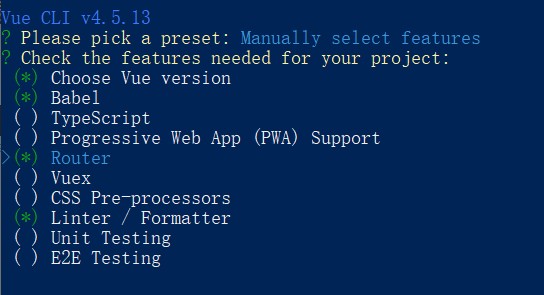 Vue CLI v4.5.13
? Please pick a preset: Manually select features
? Check the features needed for your project:
(*) Choose Vue version
(*) Babel
( ) TypeScript
( ) Progressive Web App (PWA) Support
>(*) Router
( ) Vuex
( ) CSS Pre-processors
(*) Linter / Formatter
( ) Unit Testing
( ) E2E Testing